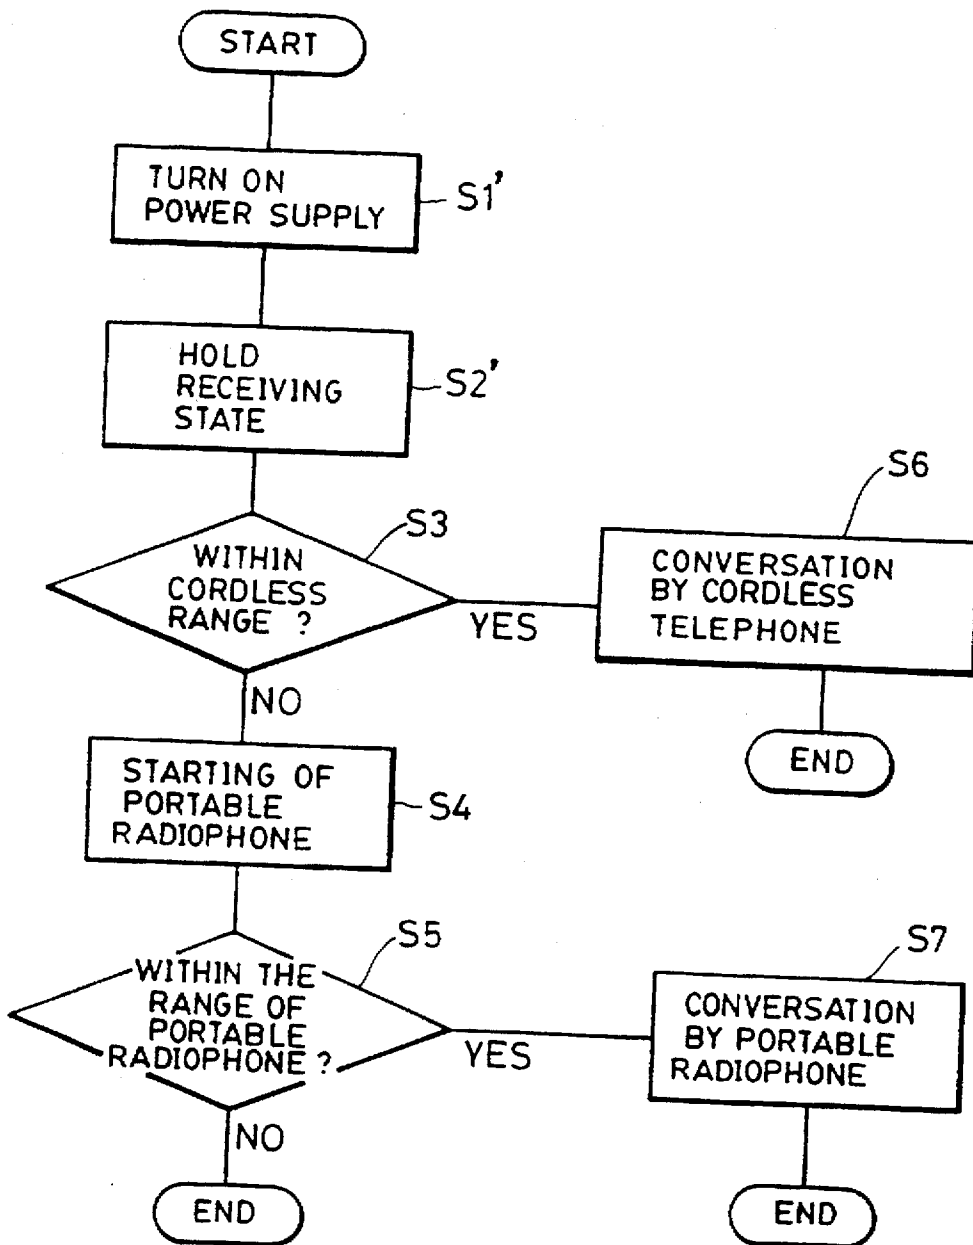 START
TURN ON
POWER SUPPLY
S1'
HOLD
RECEIVING
STATE
S2'
WITHIN
CORDLESS
RANGE ?
S3
YES
CONVERSATION
BY CORDLESS
TELEPHONE
S6
END
NO
STARTING OF
PORTABLE
RADIOPHONE
S4
WITHIN THE
RANGE OF
PORTABLE
RADIOPHONE ?
S5
YES
CONVERSATION
BY PORTABLE
RADIOPHONE
S7
END
NO
END